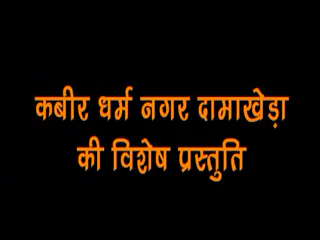 कबीर धर्म नगर दामाखेड़ा
की विशेष प्रस्तुति